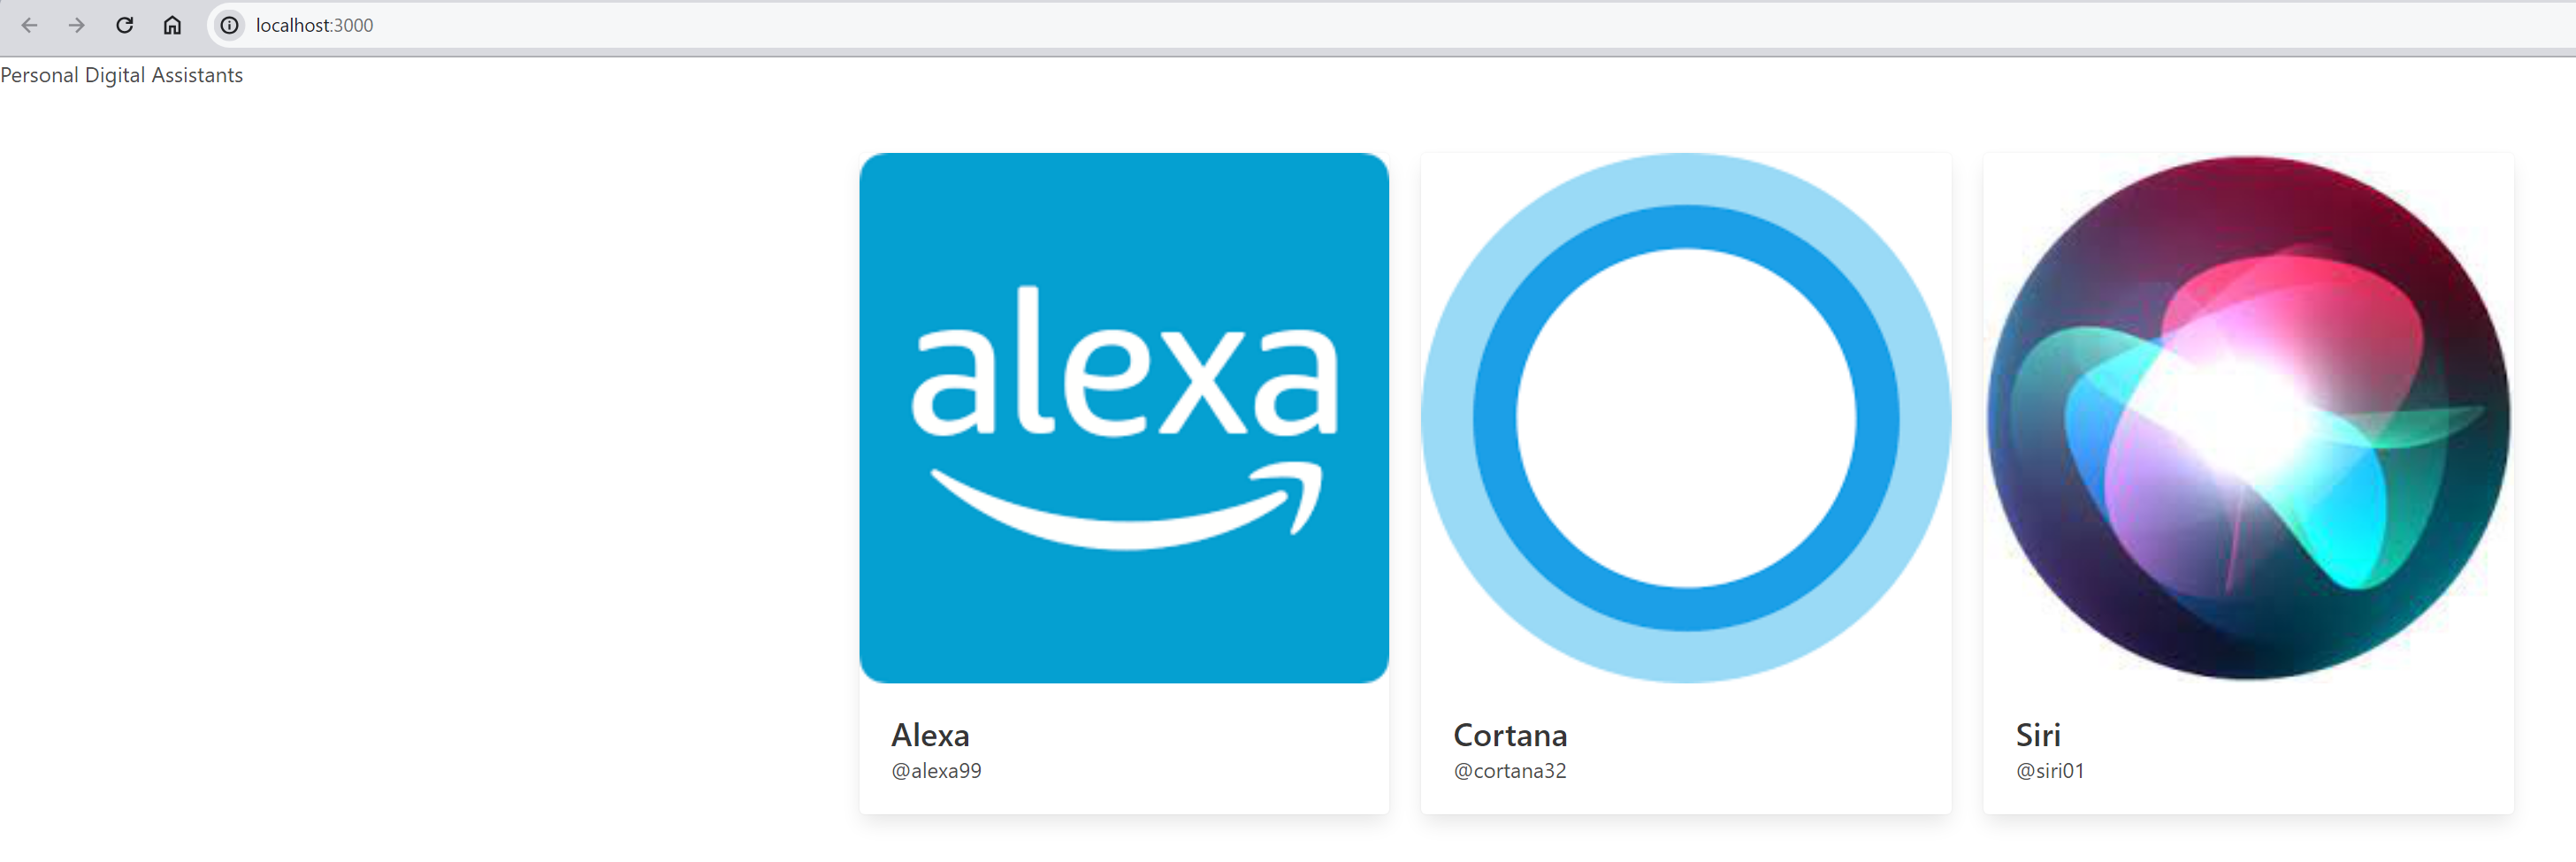 localhost:3000
Personal Digital Assistants
alexa
Alexa
@alexa99
Cortana
@cortana32
Siri
@siri01